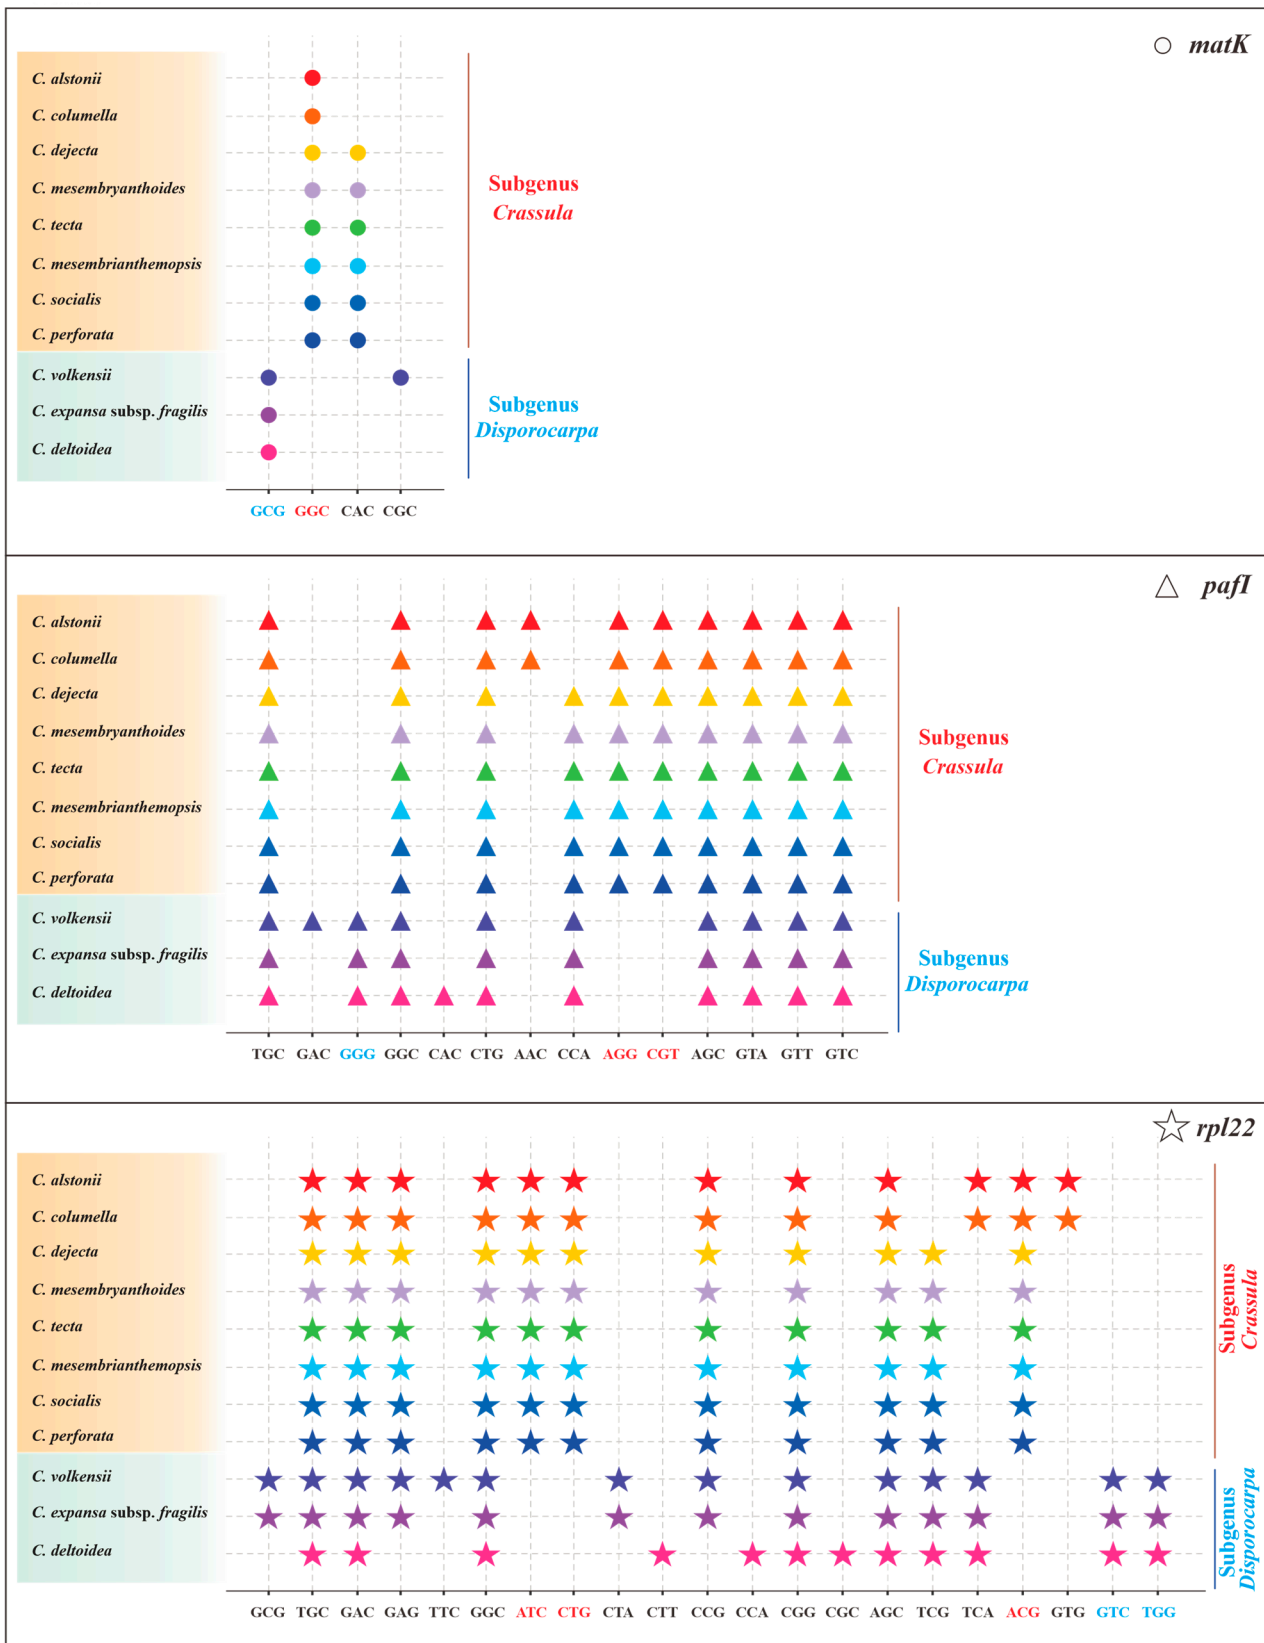 matK
C. alstonii
C. columella
C. dejecta
C. mesembryanthoides
C. tecta
C. mesembrianthemopsis
C. socialis
C. perforata
C. volkensii
C. expansa subsp. fragilis
C. deltoidea
Subgenus
Crassula
Subgenus
Disporocarpa
GCG GGC CAC CGC
pafI
C. alstonii
C. columella
C. dejecta
C. mesembryanthoides
C. tecta
C. mesembrianthemopsis
C. socialis
C. perforata
C. volkensii
C. expansa subsp. fragilis
C. deltoidea
Subgenus
Crassula
Subgenus
Disporocarpa
TGC GAC GGG GGC CAC CTG AAC CCA AGG CGT AGC GTA GTT GTC
rpl22
C. alstonii
C. columella
C. dejecta
C. mesembryanthoides
C. tecta
C. mesembrianthemopsis
C. socialis
C. perforata
C. volkensii
C. expansa subsp. fragilis
C. deltoidea
Subgenus
Crassula
Subgenus
Disporocarpa
GCG TGC GAC GAG TTC GGC ATC CTG CTA CTT CCG CCA CGG CGC AGC TCG TCA ACG GTG GTC TGG